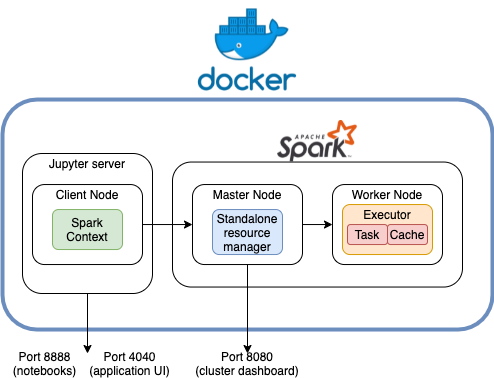 docker
APACHE
Spark
Jupyter server
Client Node
Spark
Context
Master Node
Standalone
resource
manager
Worker Node
Executor
Task
Cache
Port 8888
(notebooks)
Port 4040
(application UI)
Port 8080
(cluster dashboard)